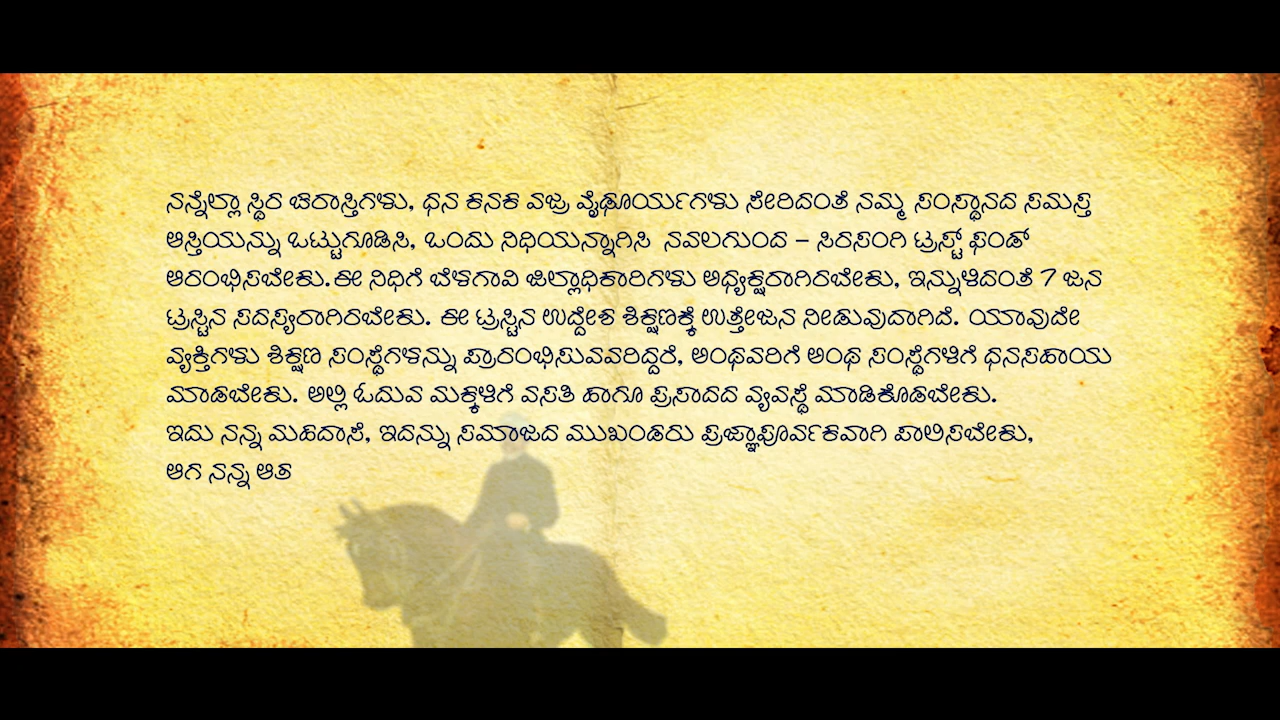 ನನ್ನೆಲ್ಲಾ ಸ್ಥಿರ ಚಿರಾಸ್ತಿಗಳು, ಧನ ಕನಕ ವಜ್ರ ವೈಢೂರ್ಯಗಳು ಸೇರಿದಂತೆ ನಮ್ಮ ಸಂಸ್ಥಾನದ ಸಮಸ್ತ
ಆಸ್ತಿಯನ್ನು ಒಟ್ಟುಗೂಡಿಸಿ, ಒಂದು ನಿಧಿಯನ್ನಾಗಿಸಿ ನವಲಗುಂದ – ಸಿರಸಂಗಿ ಟ್ರಸ್ಟ್ ಫಂಡ್
ಆರಂಭಿಸಬೇಕು.ಈ ನಿಧಿಗೆ ಬೆಳಗಾವಿ ಜಿಲ್ಲಾಧಿಕಾರಿಗಳು ಅಧ್ಯಕ್ಷರಾಗಿರಬೇಕು, ಇನ್ನುಳಿದಂತೆ 7 ಜನ
ಟ್ರಸ್ಟಿನ ಸದಸ್ಯರಾಗಿರಬೇಕು. ಈ ಟ್ರಸ್ಟಿನ ಉದ್ದೇಶ ಶಿಕ್ಷಣಕ್ಕೆ ಉತ್ತೇಜನ ನೀಡುವುದಾಗಿದೆ. ಯಾವುದೇ
ವ್ಯಕ್ತಿಗಳು ಶಿಕ್ಷಣ ಸಂಸ್ಥೆಗಳನ್ನು ಪ್ರಾರಂಭಿಸುವವರಿದ್ದರೆ, ಅಂಥವರಿಗೆ ಅಂಥ ಸಂಸ್ಥೆಗಳಿಗೆ ಧನಸಹಾಯ
ಮಾಡಬೇಕು. ಅಲ್ಲಿ ಓದುವ ಮಕ್ಕಳಿಗೆ ವಸತಿ ಹಾಗೂ ಪ್ರಸಾದದ ವ್ಯವಸ್ಥೆ ಮಾಡಿಕೊಡಬೇಕು.
ಇದು ನನ್ನ ಮಹದಾಸೆ, ಇದನ್ನು ಸಮಾಜದ ಮುಖಂಡರು ಪ್ರಜ್ಞಾಪೂರ್ವಕವಾಗಿ ಪಾಲಿಸಬೇಕು,
ಆಗ ನನ್ನ ಆತ